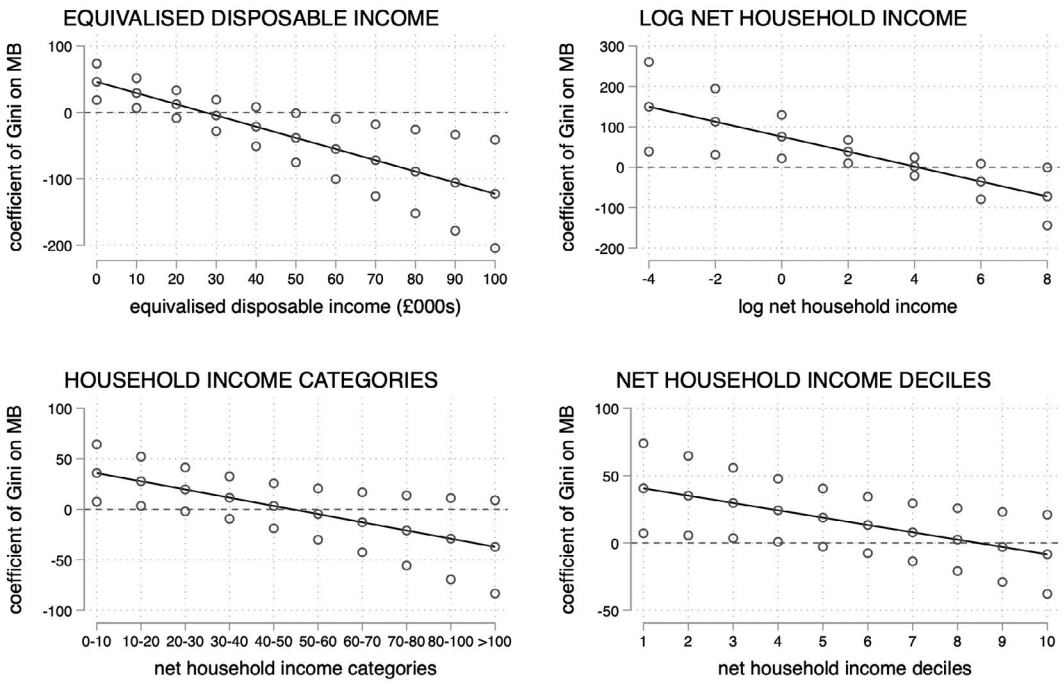 EQUIVALISED DISPOSABLE INCOME
coefficient of Gini on MB
100
0
-100
-200
0 10 20 30 40 50 60 70 80 90 100
equivalised disposable income (£000s)
LOG NET HOUSEHOLD INCOME
coefficient of Gini on MB
300
200
100
0
-100
-200
-4 -2 0 2 4 6 8
log net household income
HOUSEHOLD INCOME CATEGORIES
coefficient of Gini on MB
100
50
0
-50
-100
0-10 10-20 20-30 30-40 40-50 50-60 60-70 70-80 80-100 >100
net household income categories
NET HOUSEHOLD INCOME DECILES
coefficient of Gini on MB
100
50
0
-50
1 2 3 4 5 6 7 8 9 10
net household income deciles